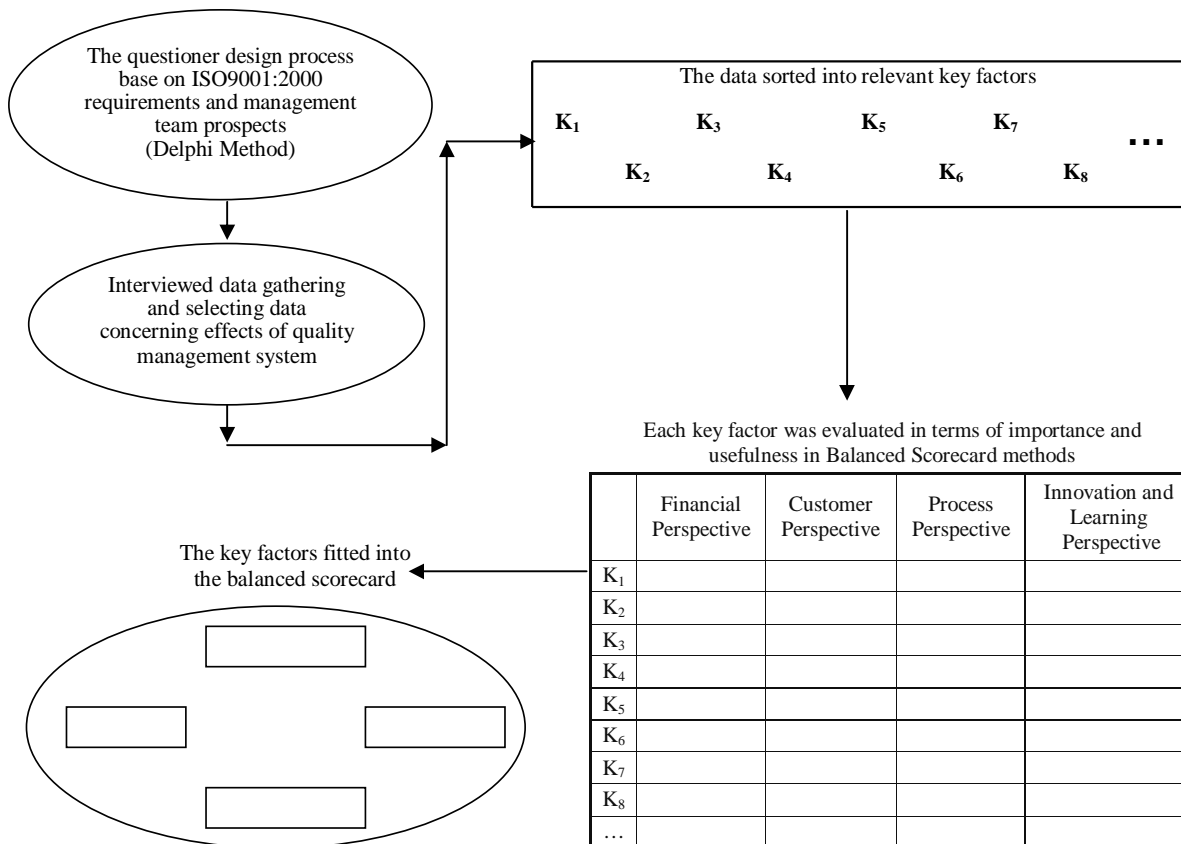 The questioner design process
base on ISO9001:2000
requirements and management
team prospects
(Delphi Method)
Interviewed data gathering
and selecting data
concerning effects of quality
management system
The data sorted into relevant key factors
K₁ K₃ K₅ K₇ ...
K₂ K₄ K₆ K₈
Each key factor was evaluated in terms of importance and
usefulness in Balanced Scorecard methods
Financial
Perspective
Customer
Perspective
Process
Perspective
Innovation and
Learning
Perspective
K₁
K₂
K₃
K₄
K₅
K₆
K₇
K₈
…
The key factors fitted into
the balanced scorecard